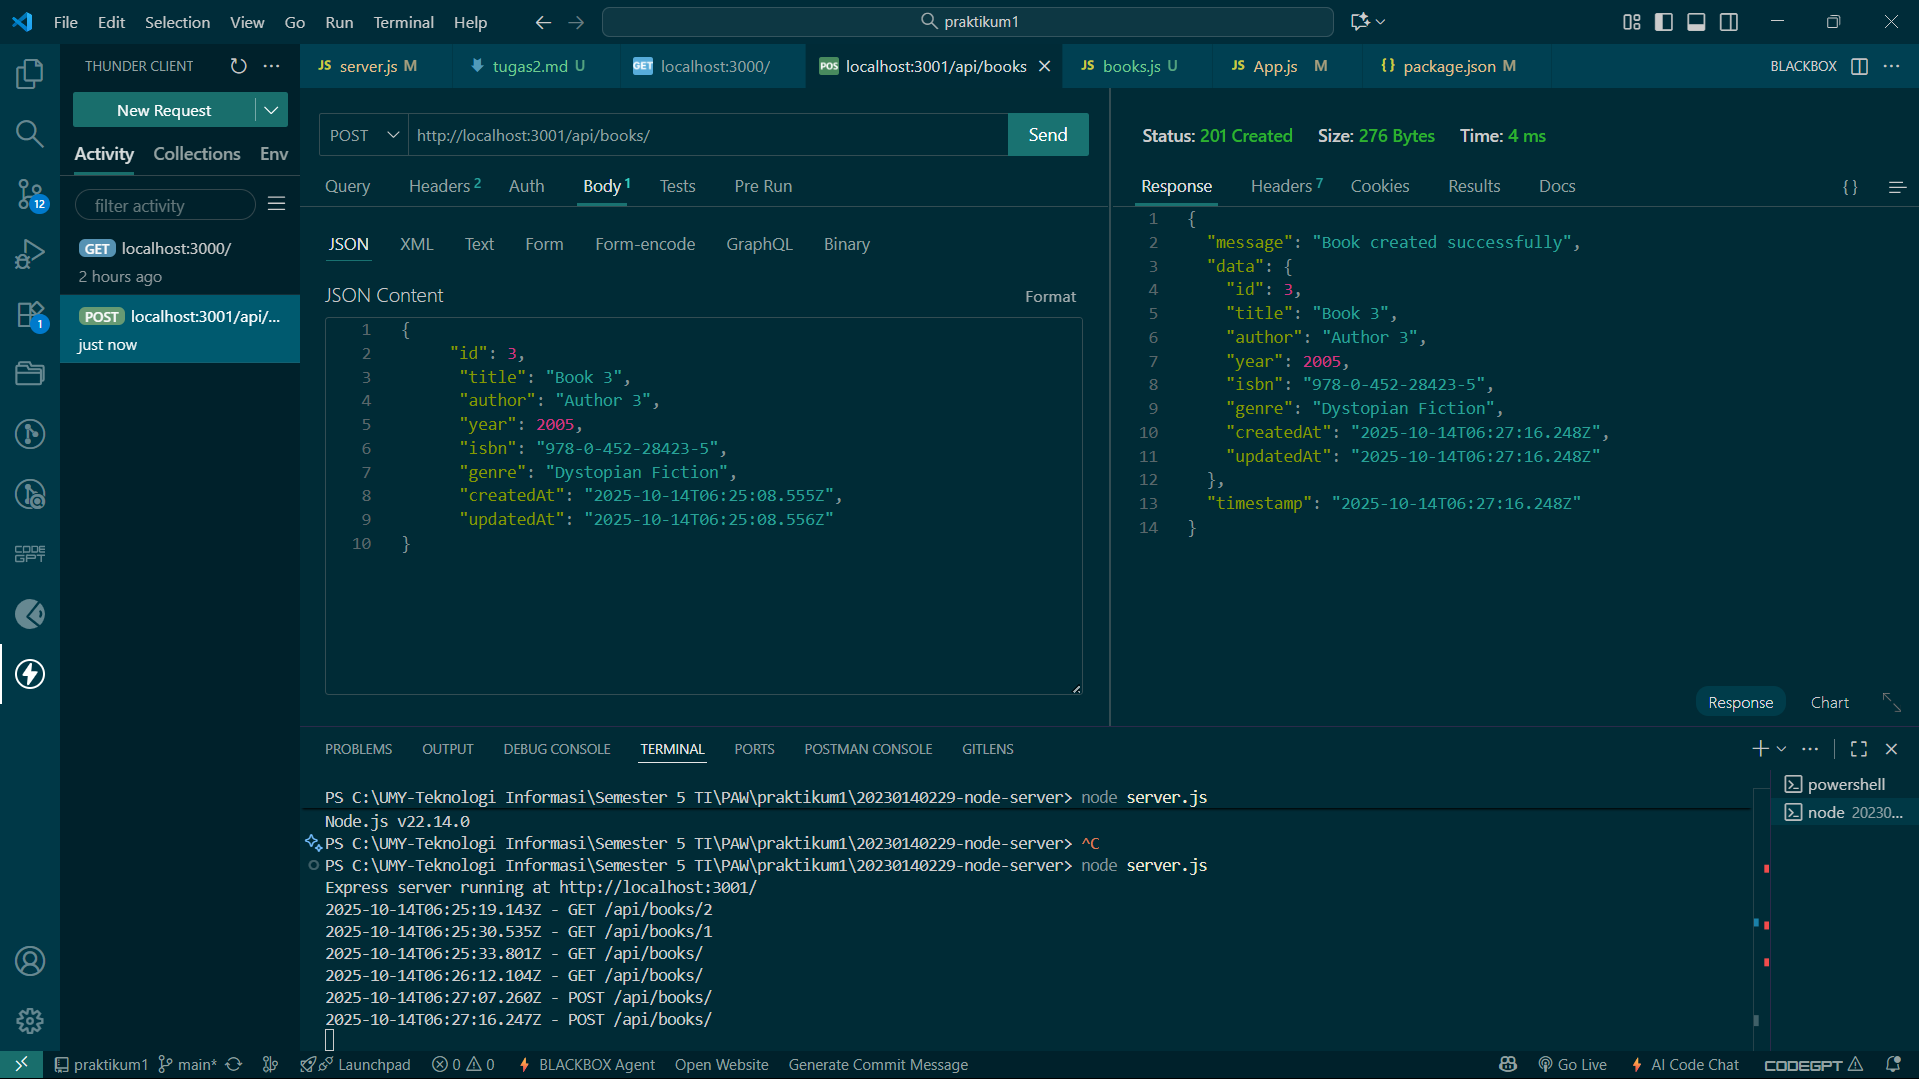 File Edit Selection View Go Run Terminal Help praktikum1
THUNDER CLIENT
New Request
Activity Collections Env
filter activity
GET localhost:3000/
2 hours ago
POST localhost:3001/api/...
just now
12
1
CODE GPT
JS server.js M tugas2.md U GET localhost:3000/ POS localhost:3001/api/books JS books.js U JS App.js M {} package.json M BLACKBOX
POST http://localhost:3001/api/books/ Send
Query Headers 2 Auth Body 1 Tests Pre Run
JSON XML Text Form Form-encode GraphQL Binary
JSON Content Format
1 {
2 "id": 3,
3 "title": "Book 3",
4 "author": "Author 3",
5 "year": 2005,
6 "isbn": "978-0-452-28423-5",
7 "genre": "Dystopian Fiction",
8 "createdAt": "2025-10-14T06:25:08.555Z",
9 "updatedAt": "2025-10-14T06:25:08.556Z"
10 }
Status: 201 Created Size: 276 Bytes Time: 4 ms
Response Headers 7 Cookies Results Docs {}
1 {
2 "message": "Book created successfully",
3 "data": {
4 "id": 3,
5 "title": "Book 3",
6 "author": "Author 3",
7 "year": 2005,
8 "isbn": "978-0-452-28423-5",
9 "genre": "Dystopian Fiction",
10 "createdAt": "2025-10-14T06:27:16.248Z",
11 "updatedAt": "2025-10-14T06:27:16.248Z"
12 },
13 "timestamp": "2025-10-14T06:27:16.248Z"
14 }
Response Chart
PROBLEMS OUTPUT DEBUG CONSOLE TERMINAL PORTS POSTMAN CONSOLE GITLENS
PS C:\UMY-Teknologi Informasi\Semester 5 TI\PAW\praktikum1\20230140229-node-server> node server.js
Node.js v22.14.0
PS C:\UMY-Teknologi Informasi\Semester 5 TI\PAW\praktikum1\20230140229-node-server> ^C
PS C:\UMY-Teknologi Informasi\Semester 5 TI\PAW\praktikum1\20230140229-node-server> node server.js
Express server running at http://localhost:3001/
2025-10-14T06:25:19.143Z - GET /api/books/2
2025-10-14T06:25:30.535Z - GET /api/books/1
2025-10-14T06:25:33.801Z - GET /api/books/
2025-10-14T06:26:12.104Z - GET /api/books/
2025-10-14T06:27:07.260Z - POST /api/books/
2025-10-14T06:27:16.247Z - POST /api/books/
powershell
node 20230...
praktikum1 main* Launchpad 0 0 BLACKBOX Agent Open Website Generate Commit Message Go Live AI Code Chat CODEGPT